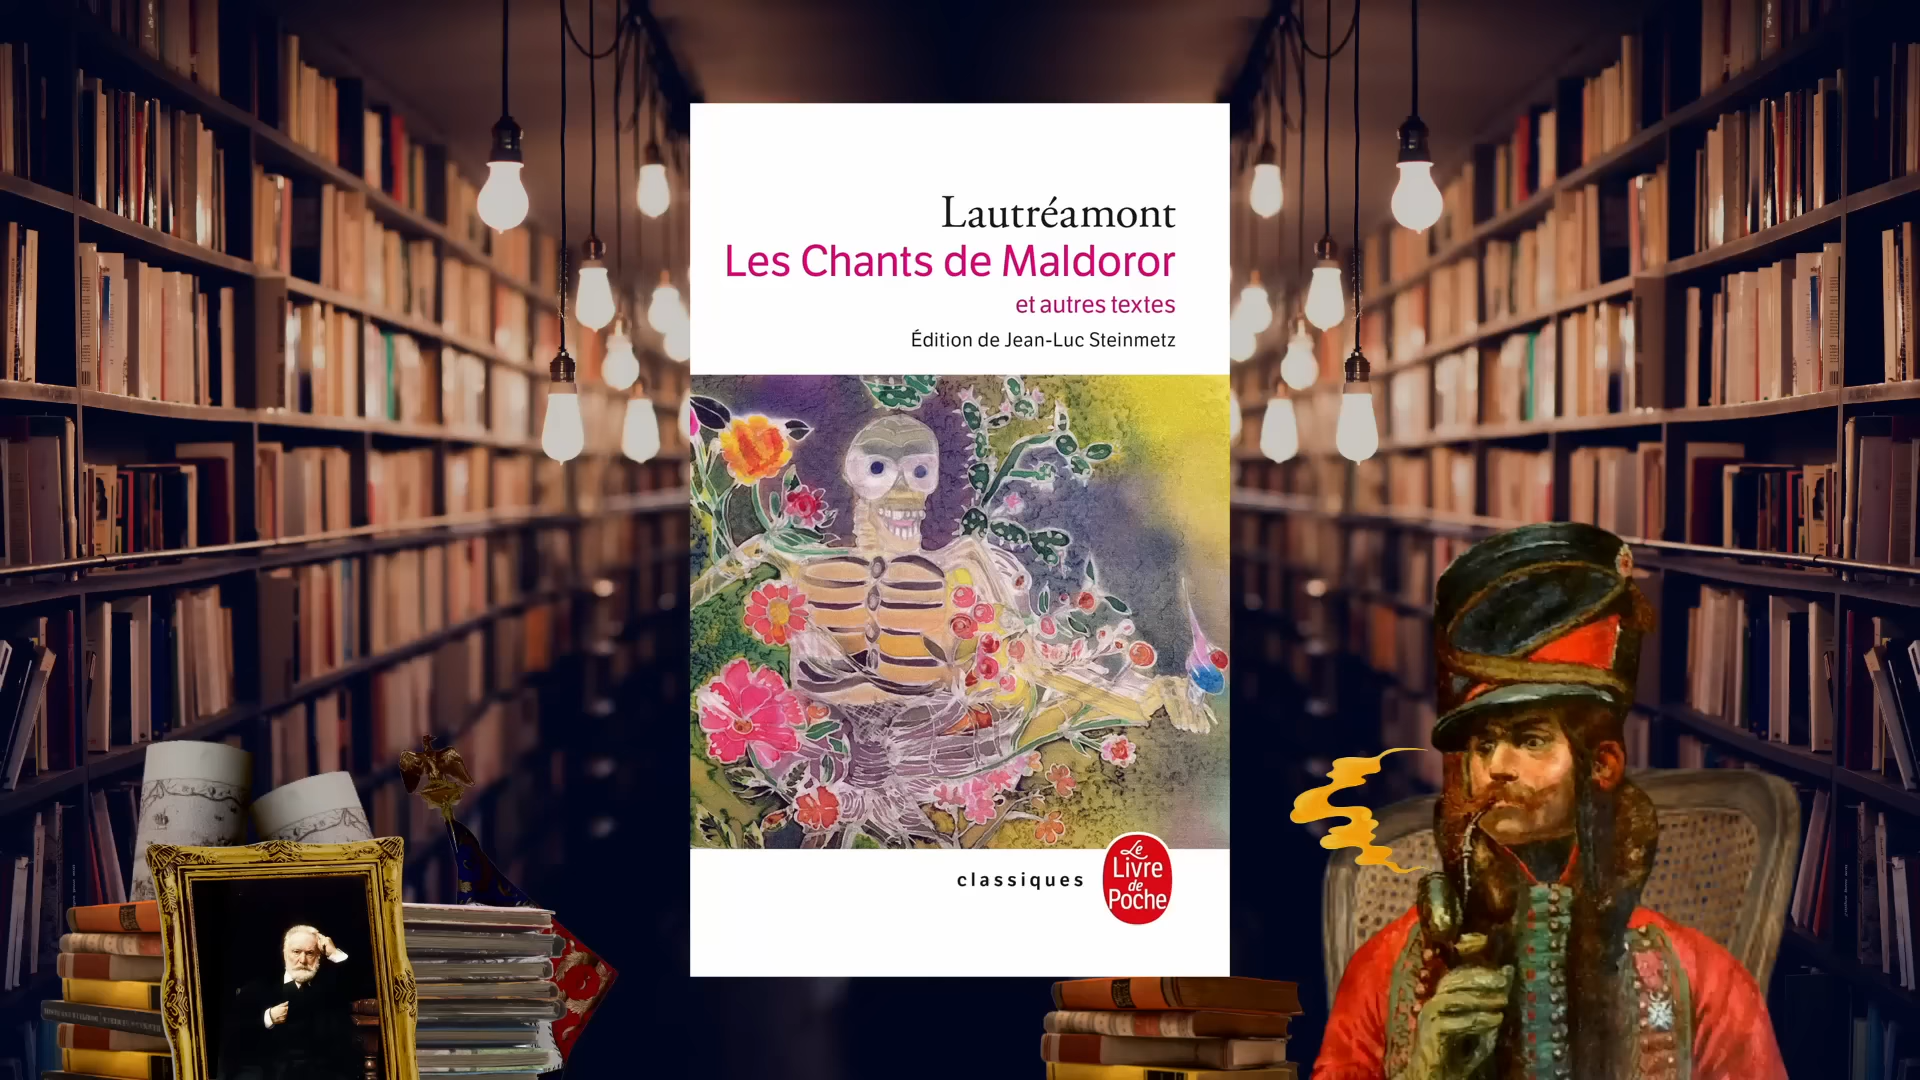 Lautréamont
Les Chants de Maldoror
et autres textes
Édition de Jean-Luc Steinmetz
classiques
Le
Livre
de
Poche